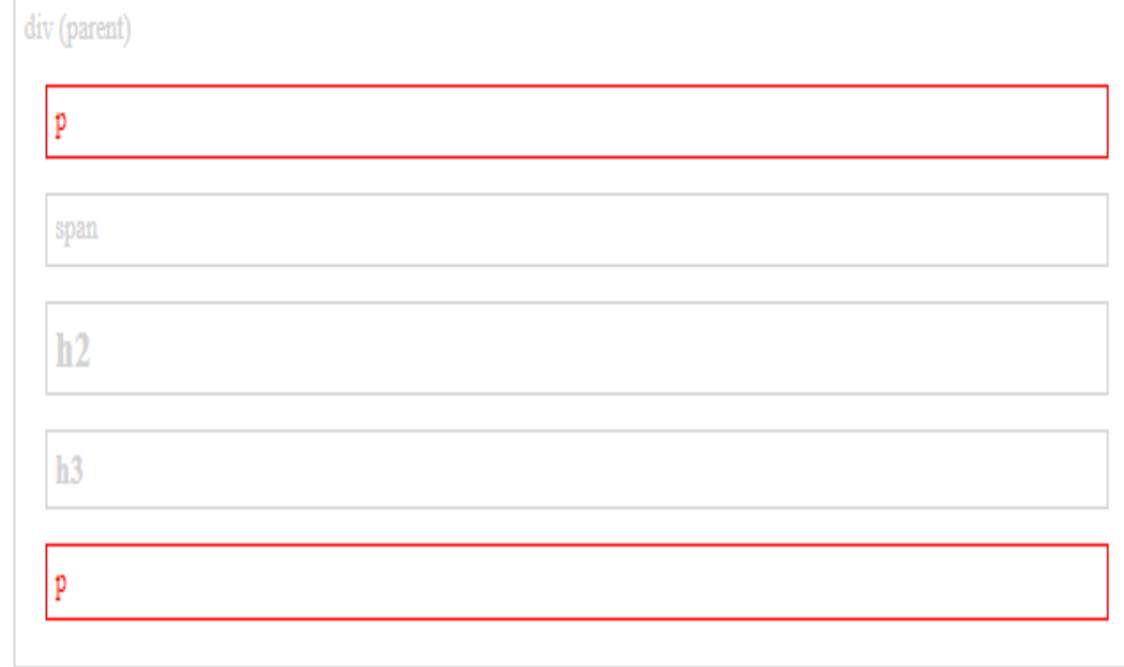 div (parent)
p
span
h2
h3
p